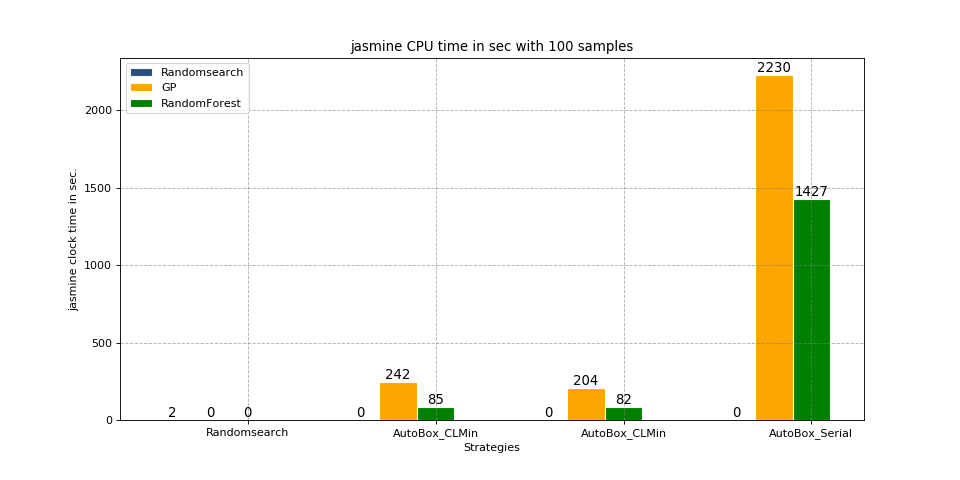 jasmine CPU time in sec with 100 samples
Randomsearch
GP
RandomForest
jasmine clock time in sec.
2000
1500
1000
500
0
2 0 0
0 242 85
0 204 82
0 2230 1427
Randomsearch AutoBox_CLMin AutoBox_CLMin AutoBox_Serial
Strategies